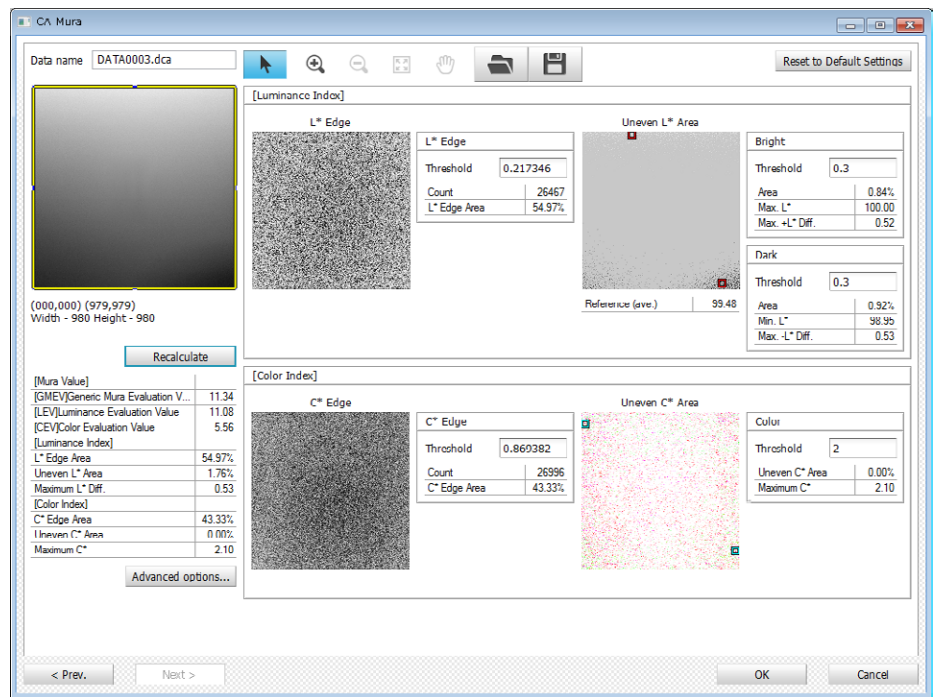 CA Mura
Data name DATA0003.dca
Reset to Default Settings
(000,000) (979,979)
Width - 980 Height - 980
Recalculate
[Mura Value]
[GMEV]Generic Mura Evaluation V... 11.34
[LEV]Luminance Evaluation Value 11.08
[CEV]Color Evaluation Value 5.56
[Luminance Index]
L* Edge Area 54.97%
Uneven L* Area 1.76%
Maximum L* Diff. 0.53
[Color Index]
C* Edge Area 43.33%
Uneven C* Area 0.00%
Maximum C* 2.10
Advanced options...
[Luminance Index]
L* Edge
L* Edge
Threshold 0.217346
Count 26467
L* Edge Area 54.97%
Uneven L* Area
Reference (ave.) 99.48
Bright
Threshold 0.3
Area 0.84%
Max. L* 100.00
Max. +L* Diff. 0.52
Dark
Threshold 0.3
Area 0.92%
Min. L* 98.95
Max. -L* Diff. 0.53
[Color Index]
C* Edge
C* Edge
Threshold 0.860382
Count 26996
C* Edge Area 43.33%
Uneven C* Area
Color
Threshold 2
Uneven C* Area 0.00%
Maximum C* 2.10
< Prev.
Next >
OK
Cancel